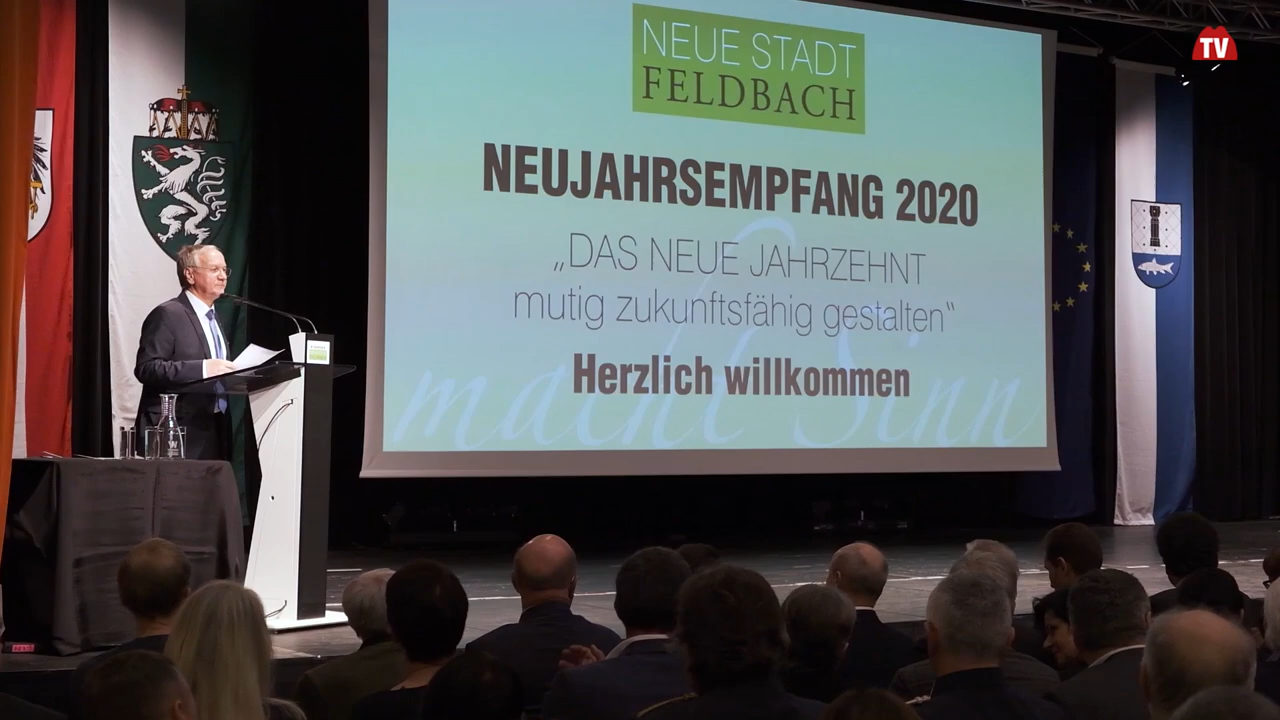 TV
NEUE STADT
FELDBACH
NEUJAHRSEMPFANG 2020
„DAS NEUE JAHRZEHNT
mutig zukunftsfähig gestalten“
Herzlich willkommen
macht Sinn